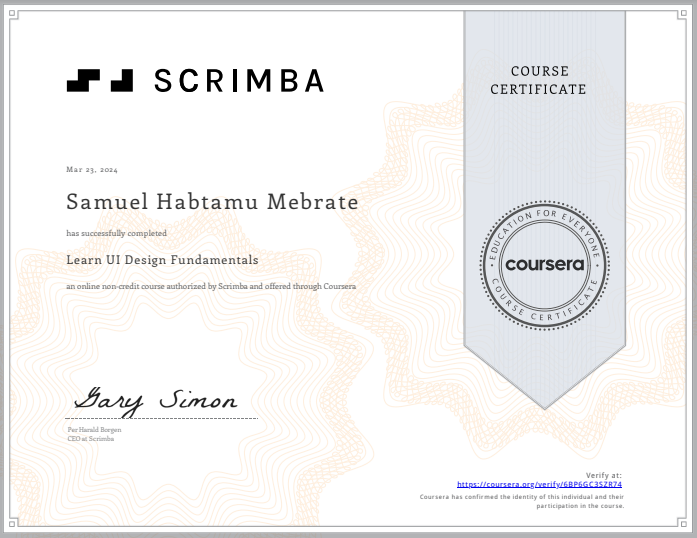 SCRIMBA
COURSE
CERTIFICATE
Mar 23, 2024
Samuel Habtamu Mebrate
has successfully completed
Learn UI Design Fundamentals
an online non-credit course authorized by Scrimba and offered through Coursera
EDUCATION FOR EVERYONE
coursera
COURSE CERTIFICATE
Gary Simon
Per Harald Borgen
CEO at Scrimba
Verify at:
https://coursera.org/verify/6BP6GC3SZR74
Coursera has confirmed the identity of this individual and their
participation in the course.